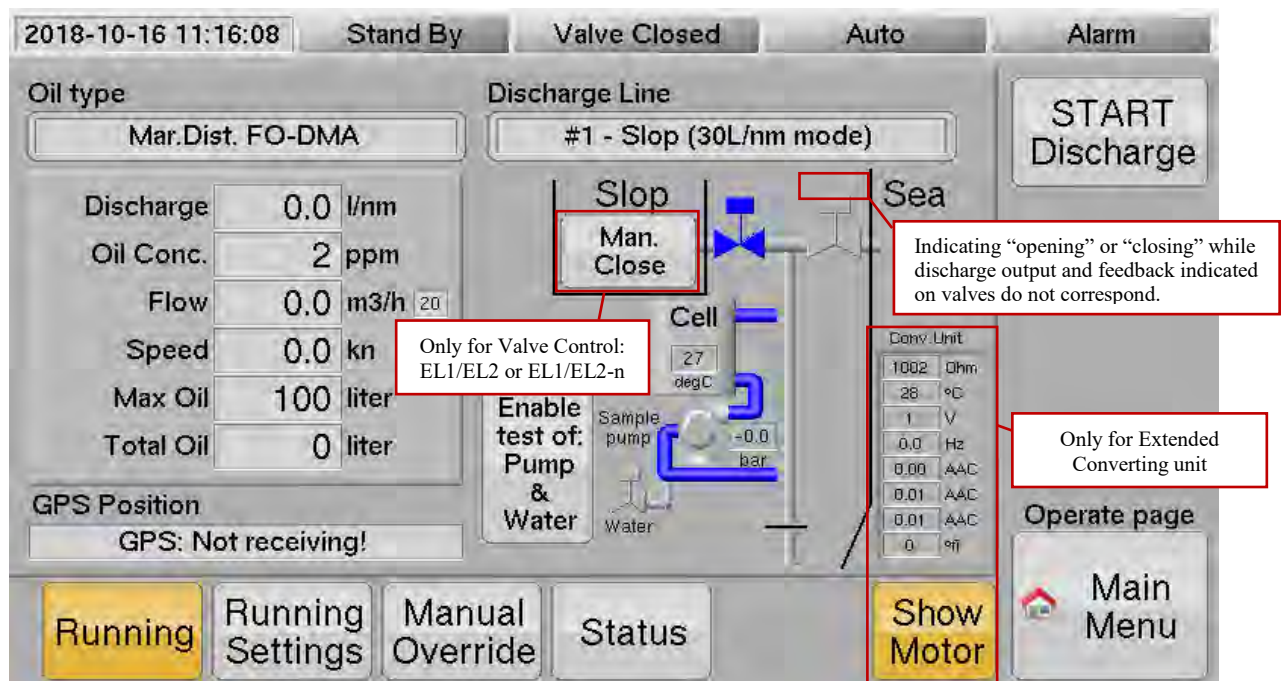 2018-10-16 11:16:08 Stand By Valve Closed Auto Alarm
Oil type
Mar.Dist. FO-DMA
Discharge Line
#1 - Slop (30L/nm mode)
START
Discharge
Discharge 0.0 l/nm
Oil Conc. 2 ppm
Flow 0.0 m3/h 20
Speed 0.0 kn
Max Oil 100 liter
Total Oil 0 liter
GPS Position
GPS: Not receiving!
Slop
Man.
Close
Sea
Indicating “opening” or “closing” while
discharge output and feedback indicated
on valves do not correspond.
Only for Valve Control:
EL1/EL2 or EL1/EL2-n
Cell
27
degC
Enable
test of:
Pump
&
Water
Sample
pump
-0.0
bar
Water
Conv.Unit
1002 Ohm
28 °C
1 V
0.0 Hz
0.00 AAC
0.01 AAC
0.01 AAC
0
Only for Extended
Converting unit
Operate page
Main
Menu
Running
Running
Settings
Manual
Override
Status
Show
Motor